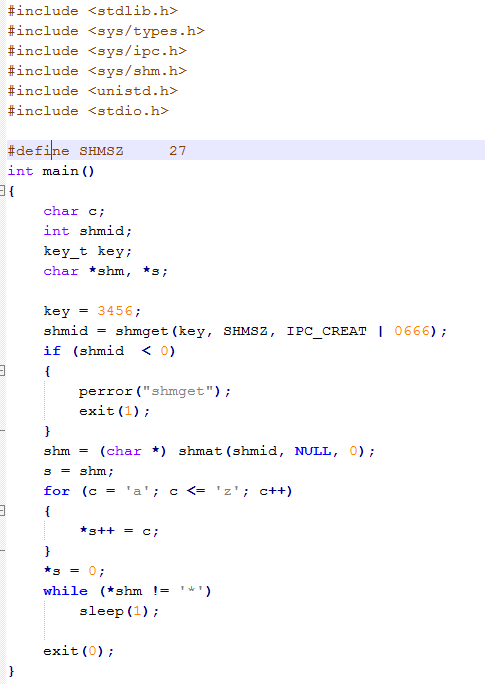 #include <stdlib.h>
#include <sys/types.h>
#include <sys/ipc.h>
#include <sys/shm.h>
#include <unistd.h>
#include <stdio.h>
#define SHMSZ     27
int main()
{
    char c;
    int shmid;
    key_t key;
    char *shm, *s;
    key = 3456;
    shmid = shmget(key, SHMSZ, IPC_CREAT | 0666);
    if (shmid  < 0)
    {
        perror("shmget");
        exit(1);
    }
    shm = (char *) shmat(shmid, NULL, 0);
    s = shm;
    for (c = 'a'; c <= 'z'; c++)
    {
        *s++ = c;
    }
    *s = 0;
    while (*shm != '*')
        sleep(1);
    exit(0);
}